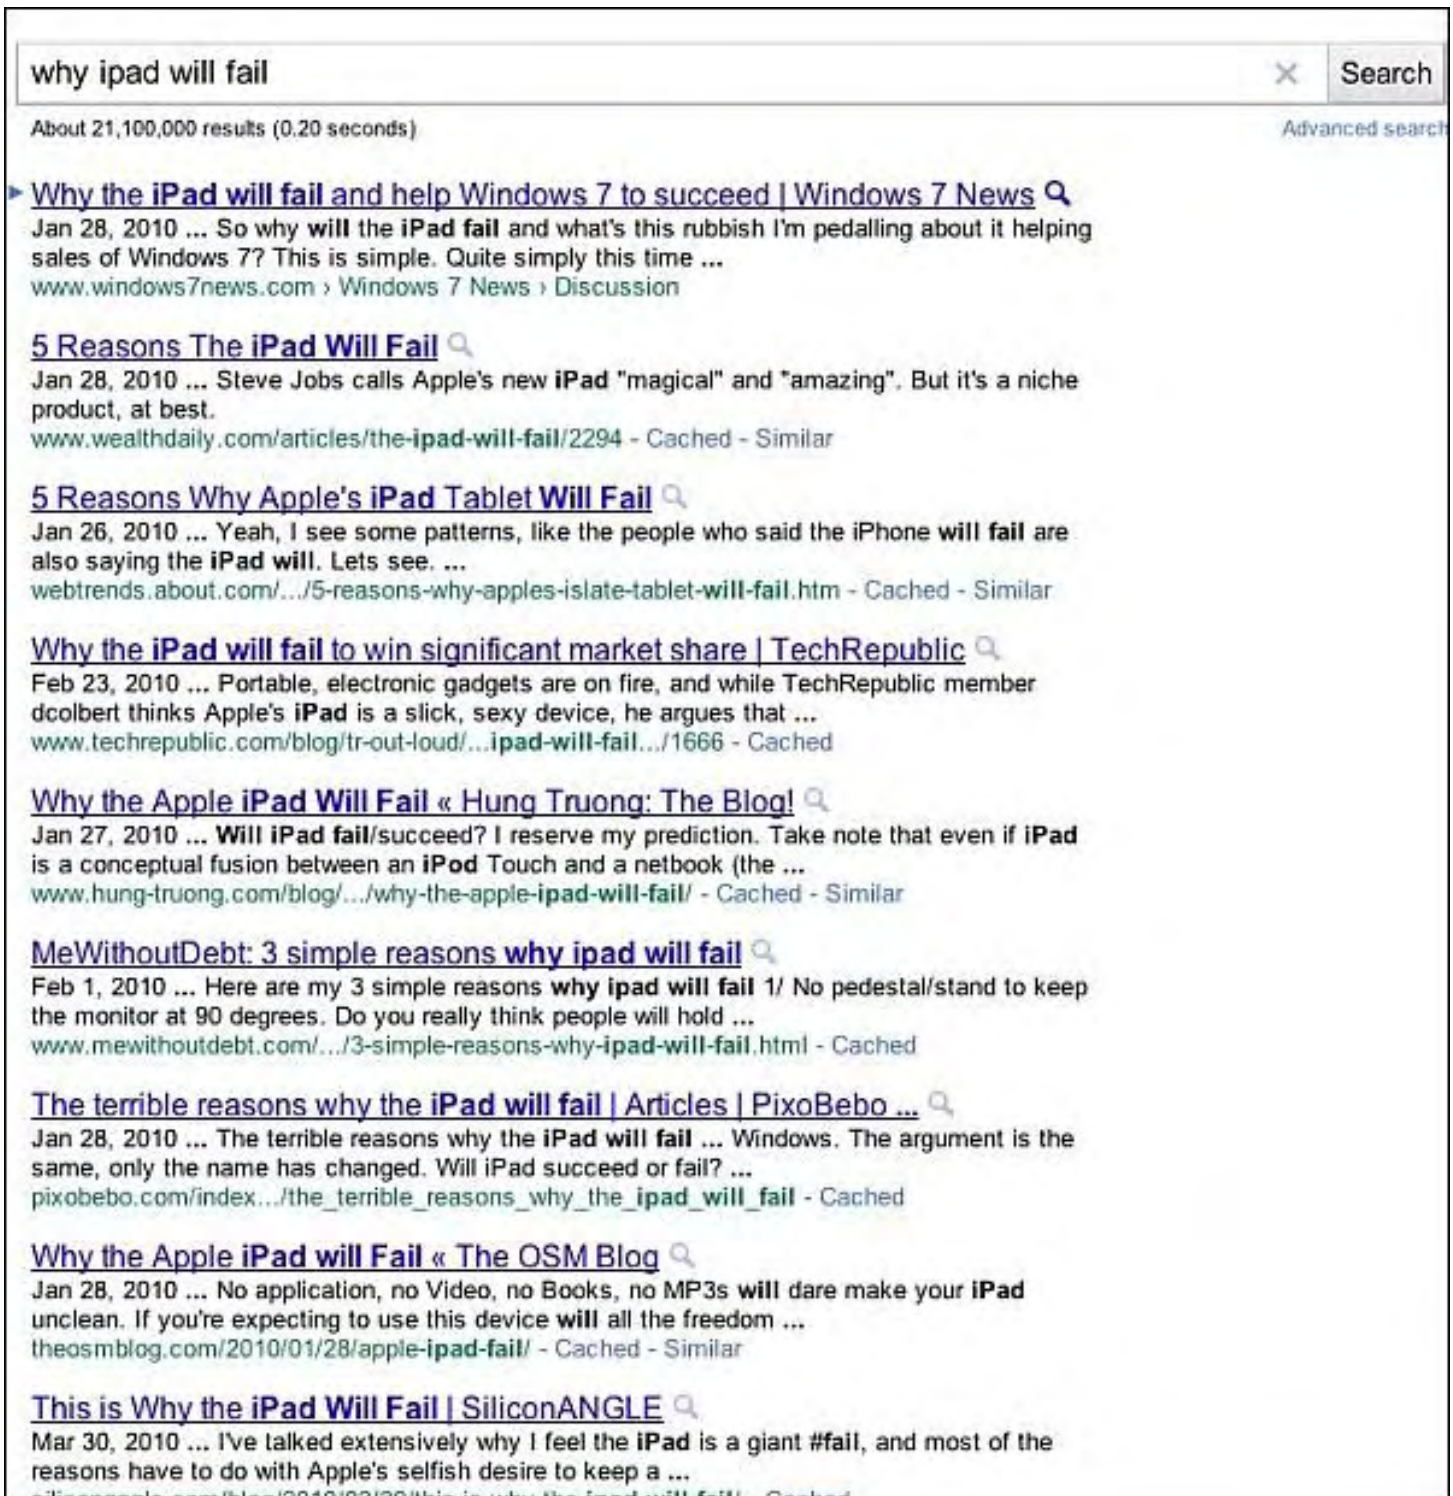 why ipad will fail
Search
About 21,100,000 results (0.20 seconds)
Advanced search
Why the iPad will fail and help Windows 7 to succeed | Windows 7 News
Jan 28, 2010 ... So why will the iPad fail and what's this rubbish I'm pedalling about it helping
sales of Windows 7? This is simple. Quite simply this time ...
www.windows7news.com › Windows 7 News › Discussion
5 Reasons The iPad Will Fail
Jan 28, 2010 ... Steve Jobs calls Apple's new iPad "magical" and "amazing". But it's a niche
product, at best.
www.wealthdaily.com/articles/the-ipad-will-fail/2294 - Cached - Similar
5 Reasons Why Apple's iPad Tablet Will Fail
Jan 26, 2010 ... Yeah, I see some patterns, like the people who said the iPhone will fail are
also saying the iPad will. Lets see. ...
webtrends.about.com/.../5-reasons-why-apples-islate-tablet-will-fail.htm - Cached - Similar
Why the iPad will fail to win significant market share | TechRepublic
Feb 23, 2010 ... Portable, electronic gadgets are on fire, and while TechRepublic member
dcolbert thinks Apple's iPad is a slick, sexy device, he argues that ...
www.techrepublic.com/blog/tr-out-loud/...ipad-will-fail.../1666 - Cached
Why the Apple iPad Will Fail « Hung Truong: The Blog!
Jan 27, 2010 ... Will iPad fail/succeed? I reserve my prediction. Take note that even if iPad
is a conceptual fusion between an iPod Touch and a netbook (the ...
www.hung-truong.com/blog/.../why-the-apple-ipad-will-fail/ - Cached - Similar
MeWithoutDebt: 3 simple reasons why ipad will fail
Feb 1, 2010 ... Here are my 3 simple reasons why ipad will fail 1/ No pedestal/stand to keep
the monitor at 90 degrees. Do you really think people will hold ...
www.mewithoutdebt.com/.../3-simple-reasons-why-ipad-will-fail.html - Cached
The terrible reasons why the iPad will fail | Articles | PixoBebo ...
Jan 28, 2010 ... The terrible reasons why the iPad will fail ... Windows. The argument is the
same, only the name has changed. Will iPad succeed or fail? ...
pixobebo.com/index.../the_terrible_reasons_why_the_ipad_will_fail - Cached
Why the Apple iPad will Fail « The OSM Blog
Jan 28, 2010 ... No application, no Video, no Books, no MP3s will dare make your iPad
unclean. If you're expecting to use this device will all the freedom ...
theosmblog.com/2010/01/28/apple-ipad-fail/ - Cached - Similar
This is Why the iPad Will Fail | SiliconANGLE
Mar 30, 2010 ... I've talked extensively why I feel the iPad is a giant #fail, and most of the
reasons have to do with Apple's selfish desire to keep a ...